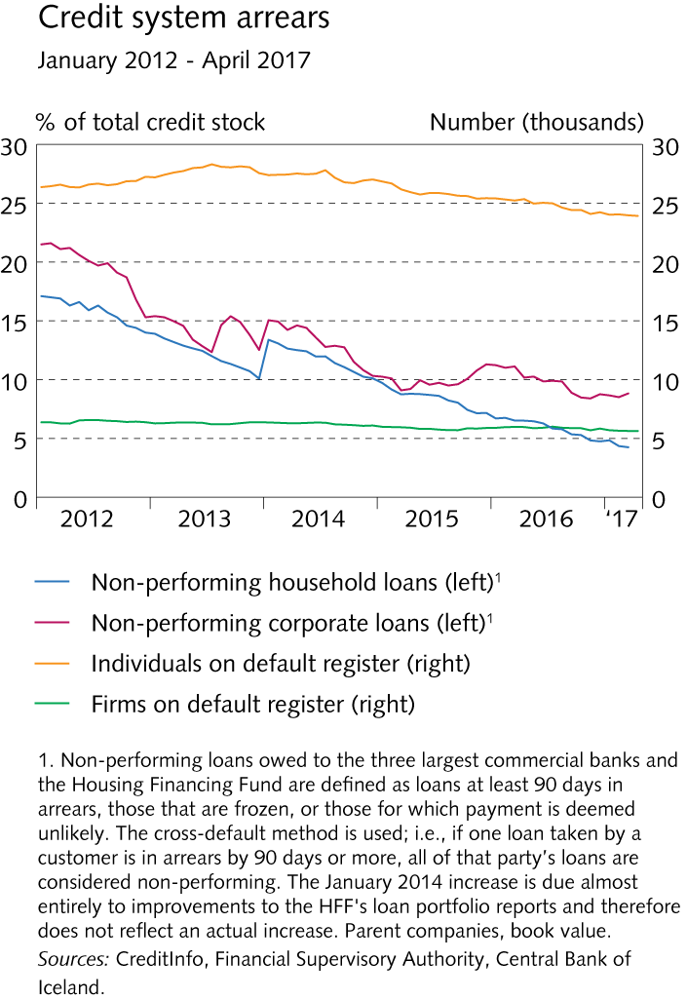 Credit system arrears
January 2012 - April 2017
% of total credit stock Number (thousands)
30 30
25 25
20 20
15 15
10 10
5 5
0 0
2012 2013 2014 2015 2016 ‘17
Non-performing household loans (left)¹
Non-performing corporate loans (left)¹
Individuals on default register (right)
Firms on default register (right)
1. Non-performing loans owed to the three largest commercial banks and
the Housing Financing Fund are defined as loans at least 90 days in
arrears, those that are frozen, or those for which payment is deemed
unlikely. The cross-default method is used; i.e., if one loan taken by a
customer is in arrears by 90 days or more, all of that party’s loans are
considered non-performing. The January 2014 increase is due almost
entirely to improvements to the HFF's loan portfolio reports and therefore
does not reflect an actual increase. Parent companies, book value.
Sources: CreditInfo, Financial Supervisory Authority, Central Bank of
Iceland.